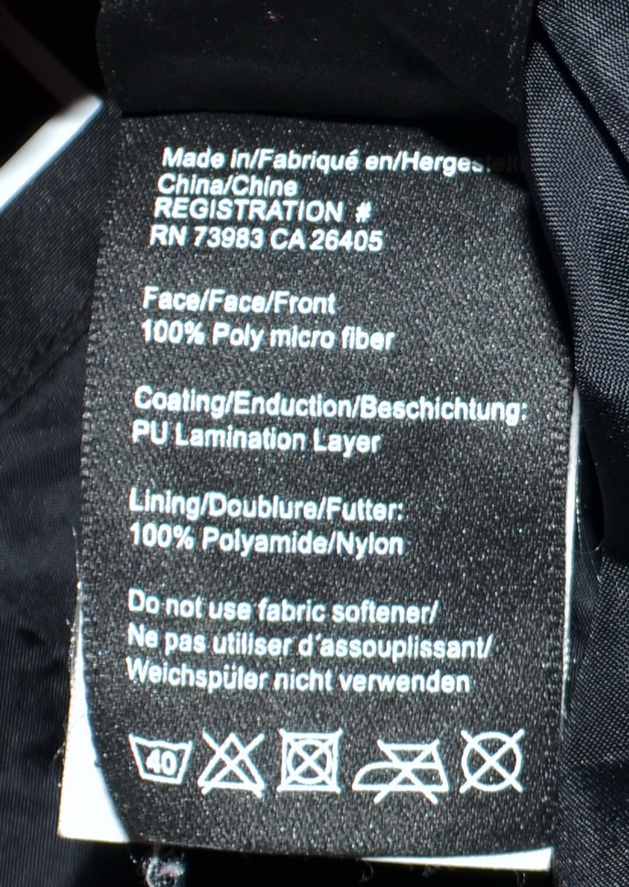 Made in/Fabriqué en/Hergestell
China/Chine
REGISTRATION #
RN 73983 CA 26405
Face/Face/Front
100% Poly micro fiber
Coating/Enduction/Beschichtung:
PU Lamination Layer
Lining/Doublure/Futter:
100% Polyamide/Nylon
Do not use fabric softener/
Ne pas utiliser d'assouplissant/
Weichspüler nicht verwenden
40